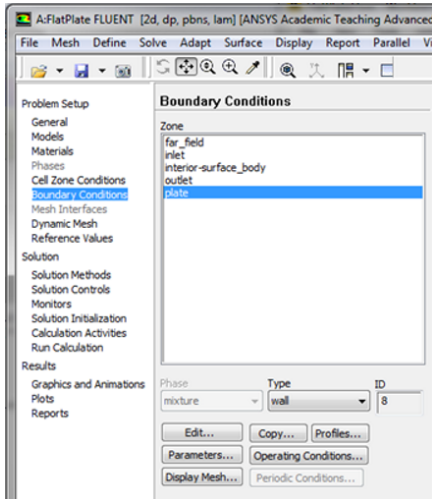 A:FlatPlate FLUENT [2d, dp, pbns, lam] [ANSYS Academic Teaching Advanced
File Mesh Define Solve Adapt Surface Display Report Parallel Vi
Problem Setup
General
Models
Materials
Phases
Cell Zone Conditions
Boundary Conditions
Mesh Interfaces
Dynamic Mesh
Reference Values
Solution
Solution Methods
Solution Controls
Monitors
Solution Initialization
Calculation Activities
Run Calculation
Results
Graphics and Animations
Plots
Reports
Boundary Conditions
Zone
far_field
inlet
interior-surface_body
outlet
plate
Phase Type ID
mixture wall 8
Edit... Copy... Profiles...
Parameters... Operating Conditions...
Display Mesh... Periodic Conditions...